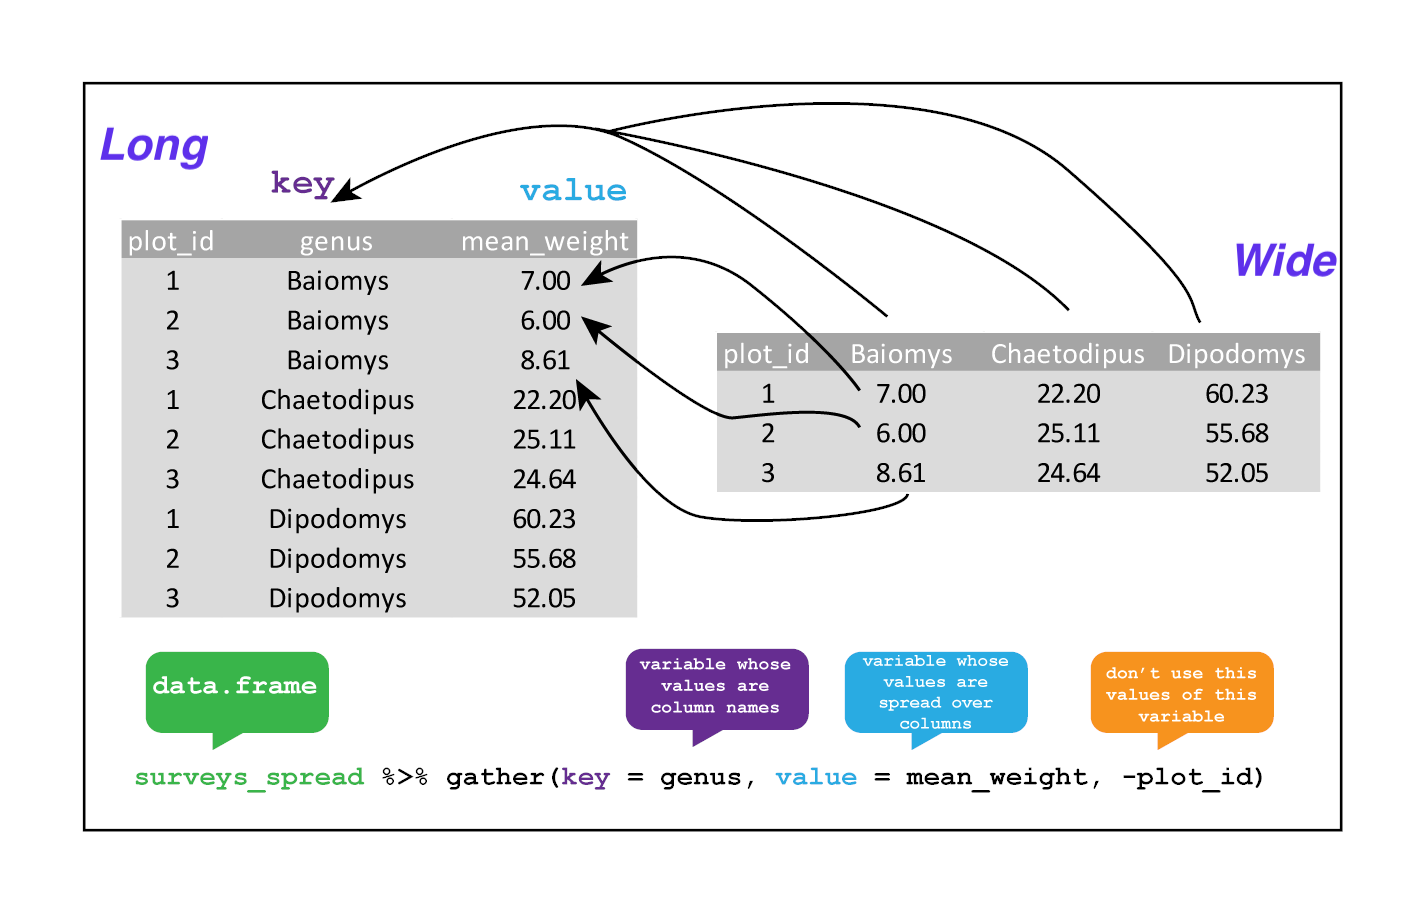 Long
key
value
plot_id genus mean_weight
1 Baiomys 7.00
2 Baiomys 6.00
3 Baiomys 8.61
1 Chaetodipus 22.20
2 Chaetodipus 25.11
3 Chaetodipus 24.64
1 Dipodomys 60.23
2 Dipodomys 55.68
3 Dipodomys 52.05
Wide
plot_id Baiomys Chaetodipus Dipodomys
1 7.00 22.20 60.23
2 6.00 25.11 55.68
3 8.61 24.64 52.05
data.frame
variable whose
values are
column names
variable whose
values are
spread over
columns
don’t use this
values of this
variable
surveys_spread %>% gather(key = genus, value = mean_weight, -plot_id)